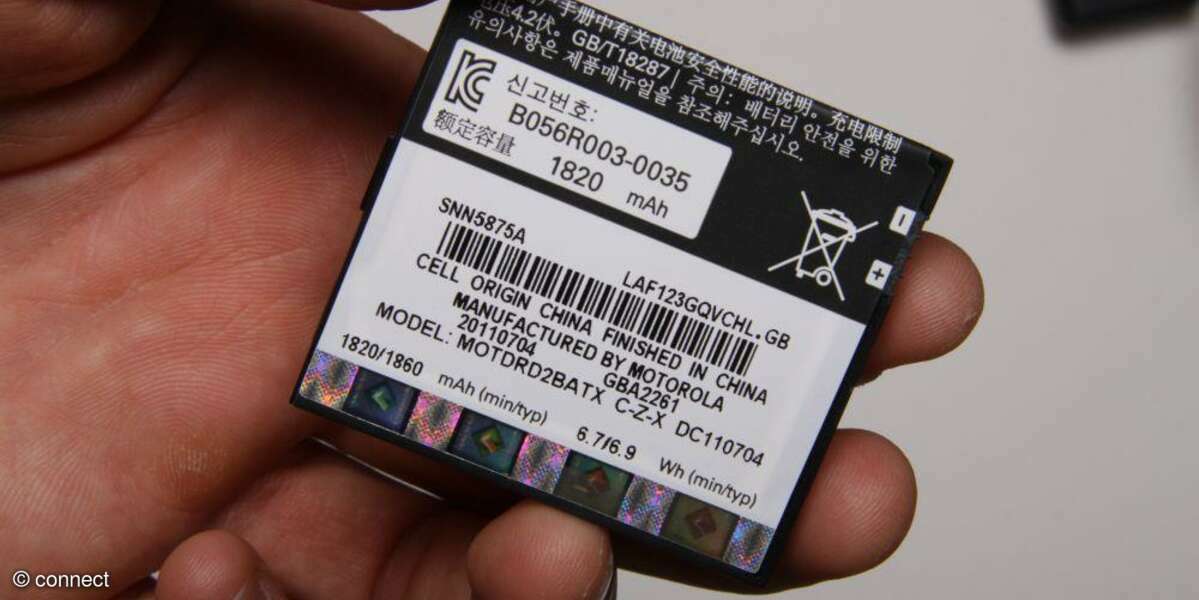 手册中有关电池安全性能的说明。充电限制
4.2伏。GB/T18287 | 주의: 배터리 안전을 위한
유의사항은 제품매뉴얼을 참조해주십시오.
신고번호:
B056R003-0035
额定容量 1820 mAh
SNN5875A
LAF123GQVCHL.GB
CELL ORIGIN CHINA FINISHED IN CHINA
MANUFACTURED BY MOTOROLA
20110704 GBA2261
MODEL: MOTDRD2BATX C-Z-X DC110704
1820/1860 mAh (min/typ) 6.7/6.9 Wh (min/typ)
-
+
© connect